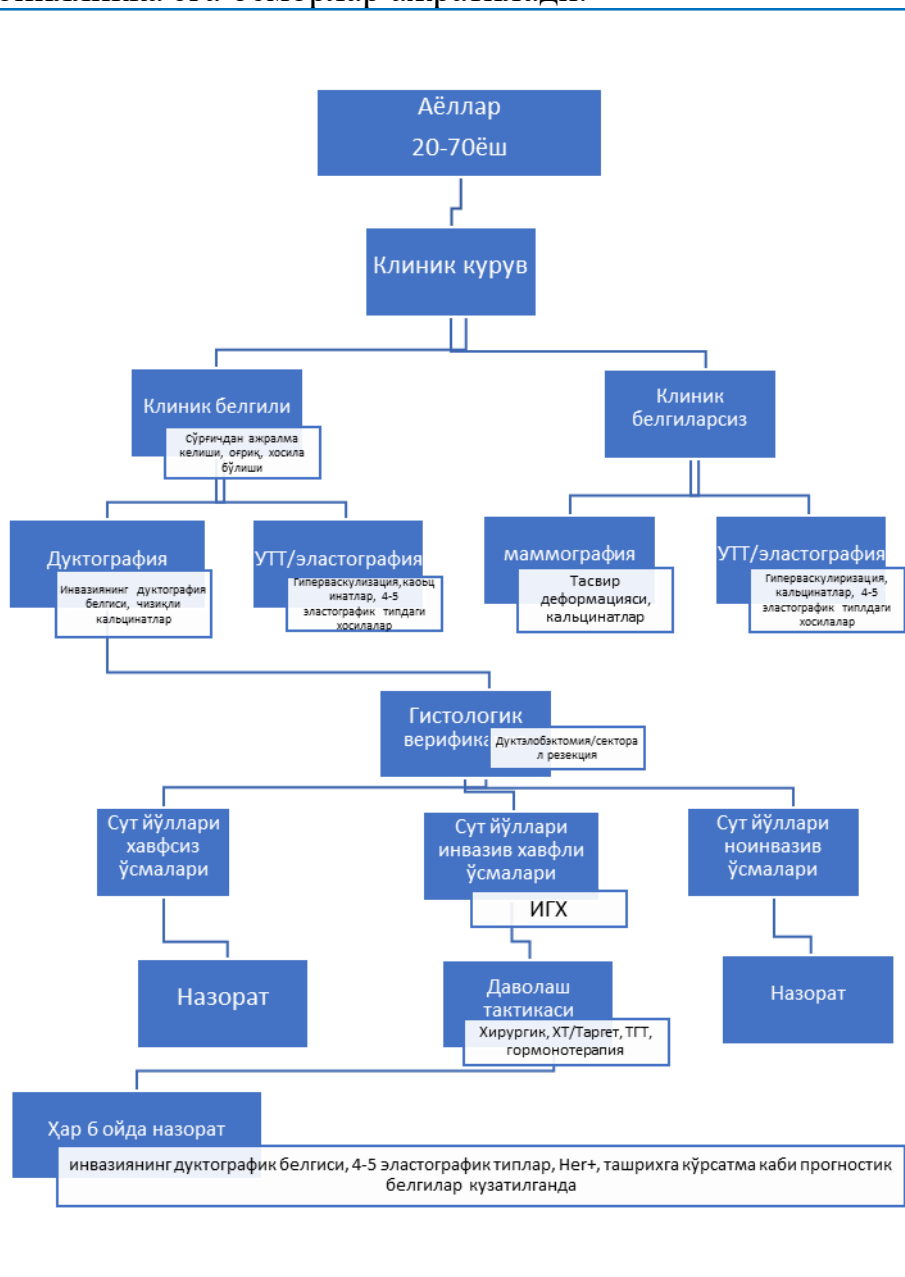 Аёллар
20-70ёш
Клиник курув
Клиник белгили
Сўрғичдан ажралма
келиши, оғриқ, хосила
бўлиши
Клиник
белгиларсиз
Дуктография
Инвазиянинг дуктография
белгиси, чизиқли
кальцинатлар
УТТ/эластография
Гиперваскулизация,каоьц
инатлар, 4-5
эластографик типдаги
хосилалар
маммография
Тасвир
деформацияси,
кальцинатлар
УТТ/эластография
Гиперваскулиризация,
кальцинатлар, 4-5
эластографик типлдаги
хосилалар
Гистологик
верифика
Дуктэлобэктомия/сектора
л резекция
Сут йўллари
хавфсиз
ўсмалари
Сут йўллари
инвазив хавфли
ўсмалари
ИГХ
Сут йўллари
ноинвазив
ўсмалари
Назорат
Даволаш
тактикаси
Хирургик, ХТ/Таргет, ТГТ,
гормонотерапия
Назорат
Ҳар 6 ойда назорат
инвазиянинг дуктографик белгиси, 4-5 эластографик типлар, Her+, ташрихга кўрсатма каби прогностик
белгилар кузатилганда